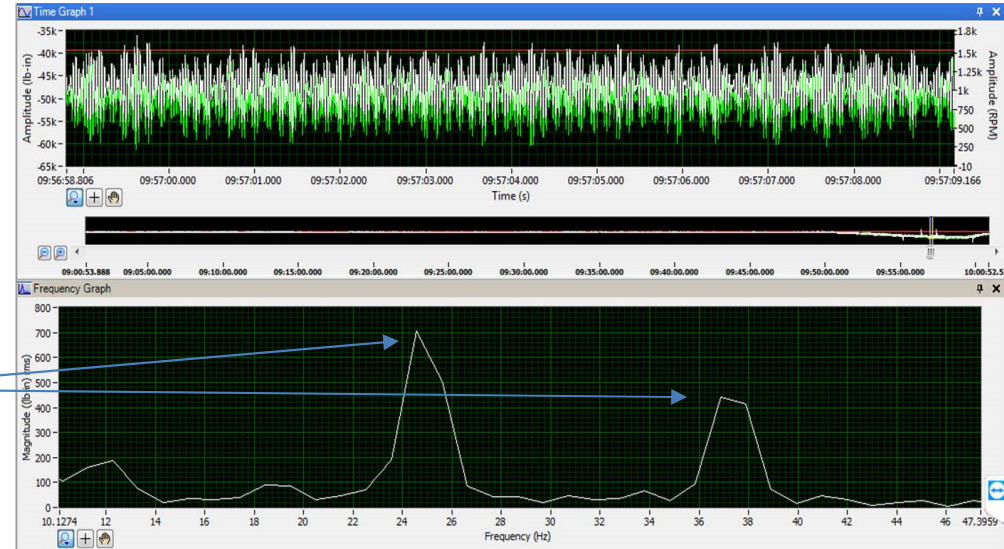 Time Graph 1
-35k
-40k
-45k
-50k
-55k
-60k
-65k
Amplitude (lb-in)
1.8k
1.5k
1.25k
1k
750
500
250
-10
Amplitude (RPM)
09:56:58.806 09:57:00.000 09:57:01.000 09:57:02.000 09:57:03.000 09:57:04.000 09:57:05.000 09:57:06.000 09:57:07.000 09:57:08.000 09:57:09.166
Time (s)
09:00:53.888 09:05:00.000 09:10:00.000 09:15:00.000 09:20:00.000 09:25:00.000 09:30:00.000 09:35:00.000 09:40:00.000 09:45:00.000 09:50:00.000 09:55:00.000 10:00:52.5
Frequency Graph
800
700
600
500
400
300
200
100
0
Magnitude ((lb-in) rms)
10.1274 12 14 16 18 20 22 24 26 28 30 32 34 36 38 40 42 44 46 47.3959
Frequency (Hz)